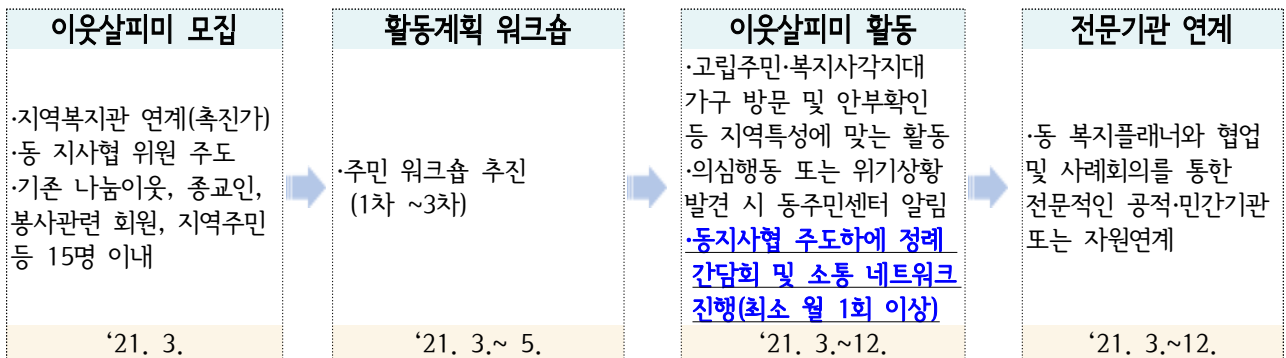 이웃살피미 모집
·지역복지관 연계(촉진가)
·동 지사협 위원 주도
·기존 나눔이웃, 종교인,
봉사관련 회원, 지역주민
등 15명 이내
‘21. 3.
활동계획 워크숍
·주민 워크숍 추진
(1차 ~3차)
‘21. 3.~ 5.
이웃살피미 활동
·고립주민·복지사각지대
가구 방문 및 안부확인
등 지역특성에 맞는 활동
·의심행동 또는 위기상황
발견 시 동주민센터 알림
·동지사협 주도하에 정례
간담회 및 소통 네트워크
진행(최소 월 1회 이상)
‘21. 3.~12.
전문기관 연계
·동 복지플래너와 협업
및 사례회의를 통한
전문적인 공적·민간기관
또는 자원연계
‘21. 3.~12.